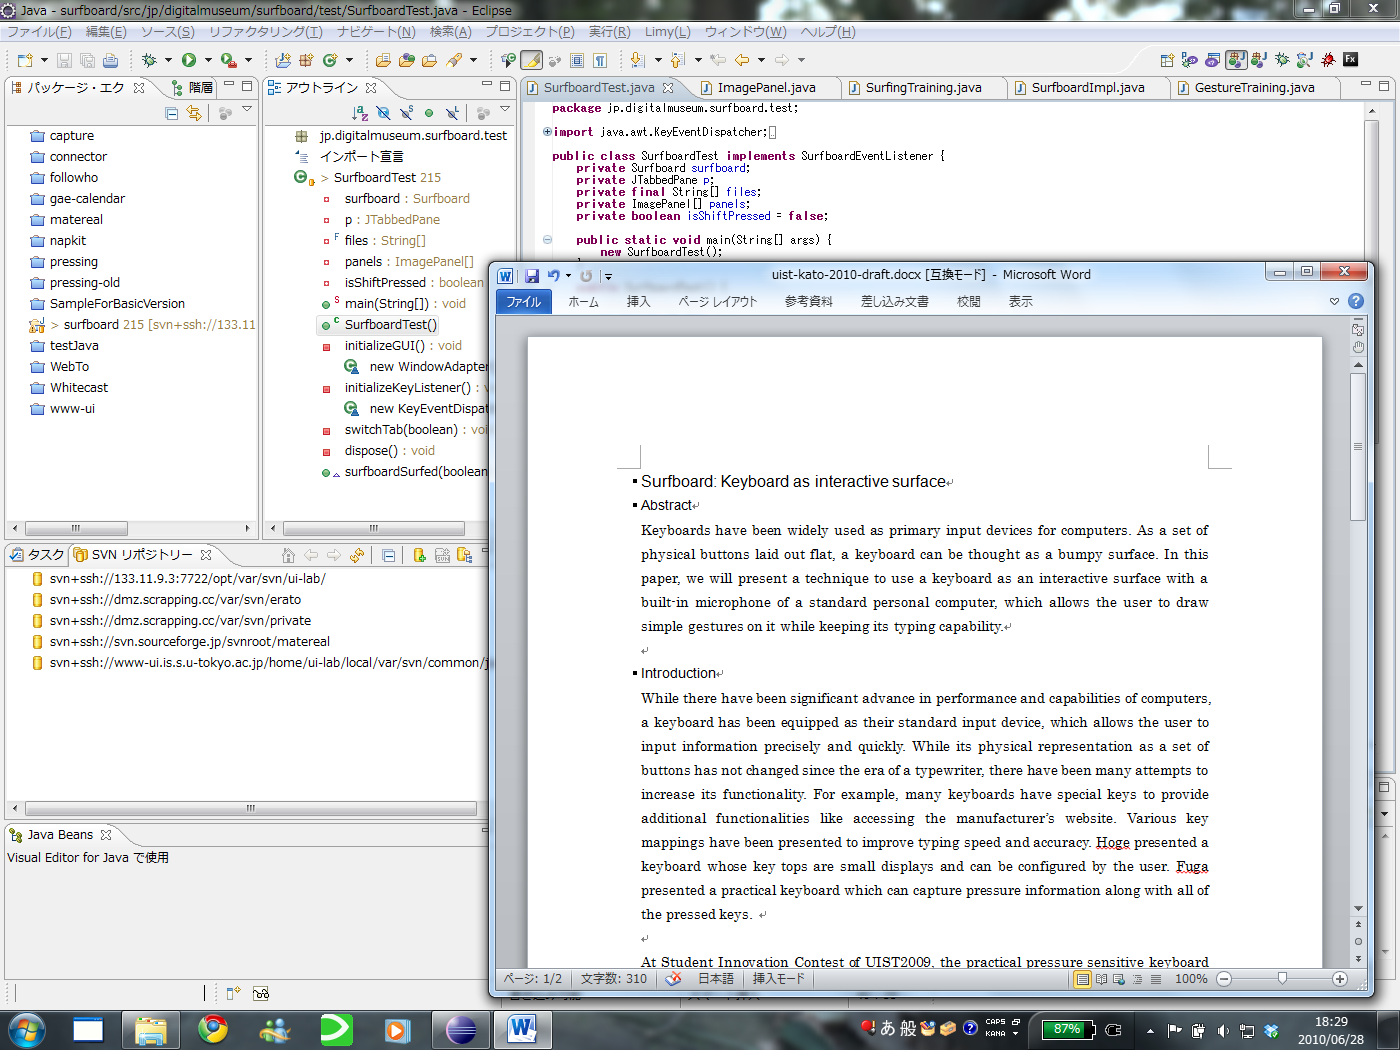 Java - surfboard/src/jp/digitalmuseum/surfboard/test/SurfboardTest.java - Eclipse
ファイル(F) 編集(E) ソース(S) リファクタリング(T) ナビゲート(N) 検索(A) プロジェクト(P) 実行(R) Limy(L) ウィンドウ(W) ヘルプ(H)
パッケージ・エク 階層
capture
connector
followho
gae-calendar
matereal
napkit
pressing
pressing-old
SampleForBasicVersion
> surfboard 215 [svn+ssh://133.11
testJava
WebTo
Whitecast
www-ui
アウトライン
jp.digitalmuseum.surfboard.test
インポート宣言
> SurfboardTest 215
surfboard : Surfboard
p : JTabbedPane
files : String[]
panels : ImagePanel[]
isShiftPressed : boolean
main(String[]) : void
SurfboardTest()
initializeGUI() : void
new WindowAdapter
initializeKeyListener() : v
new KeyEventDispat
switchTab(boolean) : voi
dispose() : void
surfboardSurfed(boolean
SurfboardTest.java ImagePanel.java SurfingTraining.java SurfboardImpl.java GestureTraining.java
package jp.digitalmuseum.surfboard.test;
import java.awt.KeyEventDispatcher;
public class SurfboardTest implements SurfboardEventListener {
private Surfboard surfboard;
private JTabbedPane p;
private final String[] files;
private ImagePanel[] panels;
private boolean isShiftPressed = false;
public static void main(String[] args) {
new SurfboardTest();
タスク SVN リポジトリー
svn+ssh://133.11.9.3:7722/opt/var/svn/ui-lab/
svn+ssh://dmz.scrapping.cc/var/svn/erato
svn+ssh://dmz.scrapping.cc/var/svn/private
svn+ssh://svn.sourceforge.jp/svnroot/matereal
svn+ssh://www-ui.is.s.u-tokyo.ac.jp/home/ui-lab/local/var/svn/common/j
Java Beans
Visual Editor for Java で使用
uist-kato-2010-draft.docx [互換モード] - Microsoft Word
ファイル ホーム 挿入 ページ レイアウト 参考資料 差し込み文書 校閲 表示
Surfboard: Keyboard as interactive surface
Abstract
Keyboards have been widely used as primary input devices for computers. As a set of
physical buttons laid out flat, a keyboard can be thought as a bumpy surface. In this
paper, we will present a technique to use a keyboard as an interactive surface with a
built-in microphone of a standard personal computer, which allows the user to draw
simple gestures on it while keeping its typing capability.
Introduction
While there have been significant advance in performance and capabilities of computers,
a keyboard has been equipped as their standard input device, which allows the user to
input information precisely and quickly. While its physical representation as a set of
buttons has not changed since the era of a typewriter, there have been many attempts to
increase its functionality. For example, many keyboards have special keys to provide
additional functionalities like accessing the manufacturer's website. Various key
mappings have been presented to improve typing speed and accuracy. Hoge presented a
keyboard whose key tops are small displays and can be configured by the user. Fuga
presented a practical keyboard which can capture pressure information along with all of
the pressed keys.
At Student Innovation Contest of UIST2009, the practical pressure sensitive keyboard
ページ: 1/2 文字数: 310 日本語 挿入モード 100%
あ 般 CAPS KANA 87%
18:29
2010/06/28